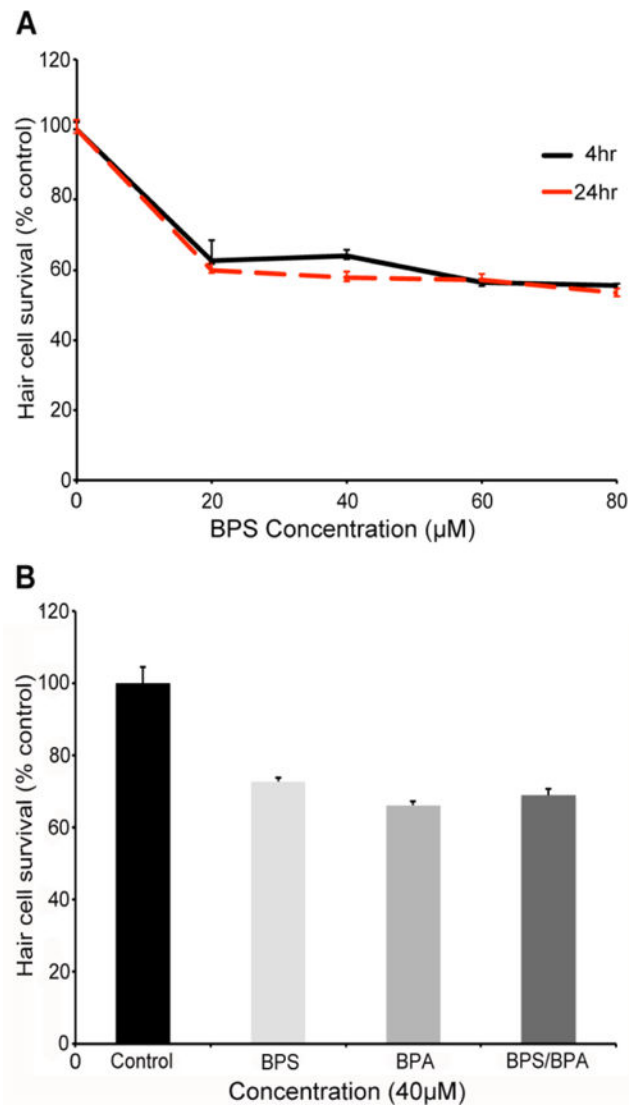 A
Hair cell survival (% control)
120
100
80
60
40
20
0
4hr
24hr
0 20 40 60 80
BPS Concentration (µM)
B
Hair cell survival (% control)
120
100
80
60
40
20
0
0 Control BPS BPA BPS/BPA
Concentration (40µM)